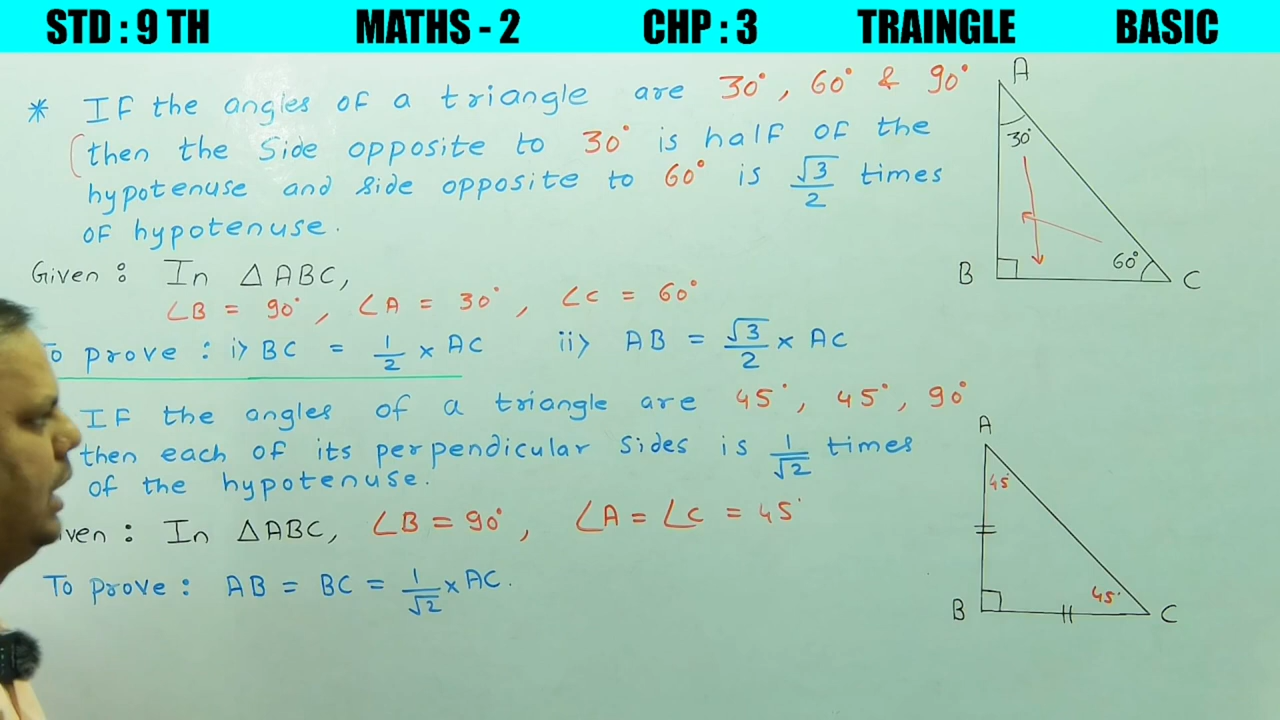 STD : 9 TH MATHS - 2 CHP : 3 TRAINGLE BASIC
* IF the angles of a triangle are 30°, 60° & 90°
(then the side opposite to 30° is half of the
hypotenuse and side opposite to 60° is √3/2 times
of hypotenuse.
Given : In △ABC,
∠B = 90°, ∠A = 30°, ∠C = 60°
To prove : i> BC = 1/2 × AC ii> AB = √3/2 × AC
IF the angles of a triangle are 45°, 45°, 90°
then each of its perpendicular sides is 1/√2 times
of the hypotenuse.
iven : In △ABC, ∠B = 90°, ∠A = ∠C = 45°
To prove : AB = BC = 1/√2 × AC.
A
30°
B
60°
C
A
45°
B
45°
C